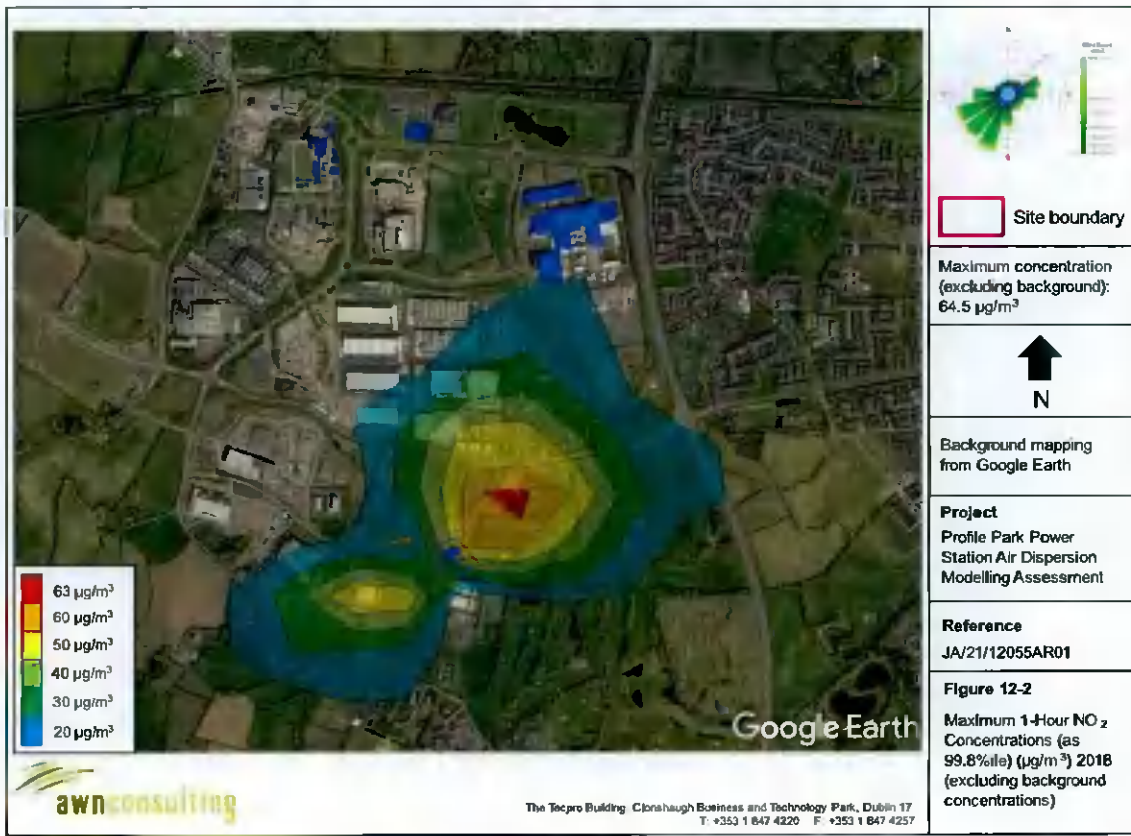 Site boundary
Maximum concentration
(excluding background):
64.5 µg/m³
N
Background mapping
from Google Earth
Project
Profile Park Power
Station Air Dispersion
Modelling Assessment
Reference
JA/21/12055AR01
Figure 12-2
Maximum 1-Hour NO₂
Concentrations (as
99.8%ile) (µg/m³) 2018
(excluding background
concentrations)
63 µg/m³
60 µg/m³
50 µg/m³
40 µg/m³
30 µg/m³
20 µg/m³
Google Earth
awnconsulting
The Tecpro Building, Clonshaugh Business and Technology Park, Dublin 17
T: +353 1 847 4220 F: +353 1 847 4257